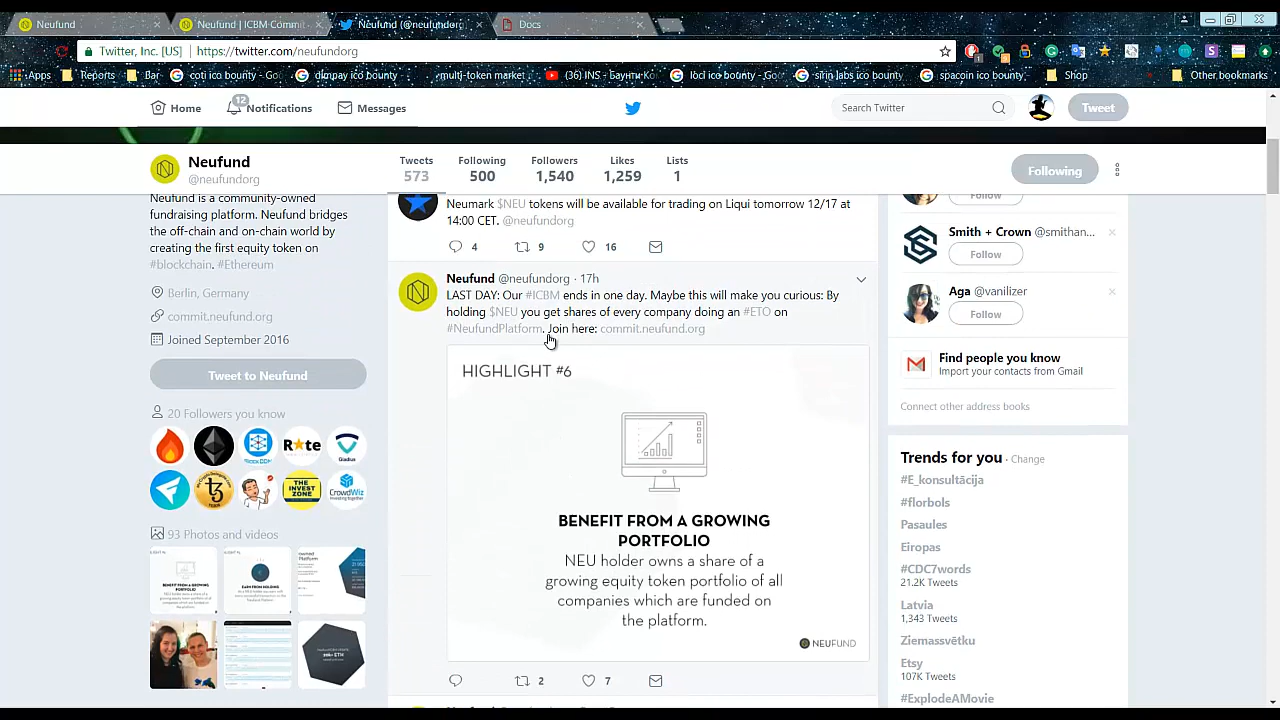 Neufund
Neufund | ICBM Commit
Neufund (@neufundorg
Docs
Twitter, Inc. [US] https://twitter.com/neufundorg
Apps Reports Bar coti ico bounty - Go dimpay ico bounty multi-token market (36) INS - sirin labs ico bounty spacoin ico bounty Shop Other bookmarks
Home 12 Notifications Messages Search Twitter Tweet
Neufund
@neufundorg
Tweets Following Followers Likes Lists
573 500 1,540 1,259 1
Following
Neufund is a community-owned
fundraising platform. Neufund bridges
the off-chain and on-chain world by
creating the first equity token on
#blockchain. #Ethereum
Berlin, Germany
commit.neufund.org
Joined September 2016
Tweet to Neufund
20 Followers you know
R★te
Gladius
THE INVEST ZONE
CrowdWiz
93 Photos and videos
Neumark $NEU tokens will be available for trading on Liqui tomorrow 12/17 at
14:00 CET. @neufundorg
4 9 16
Neufund @neufundorg · 17h
LAST DAY: Our #ICBM ends in one day. Maybe this will make you curious: By
holding $NEU you get shares of every company doing an #ETO on
#NeufundPlatform. Join here: commit.neufund.org
HIGHLIGHT #6
BENEFIT FROM A GROWING
PORTFOLIO
NEU holder owns a share of a
growing equity token portfolio of all
companies which are funded on
the platform.
NEUFUND
2 7
Follow
Smith + Crown @smithan...
Follow
Aga @vanilizer
Follow
Find people you know
Import your contacts from Gmail
Connect other address books
Trends for you · Change
#E_konsultācija
#florbols
Pasaules
Eiropas
#CDC7words
21.2K Tweets
Latvia
1,343 Tweets
Ziemassvētku
Etsy
107K Tweets
#ExplodeAMovie